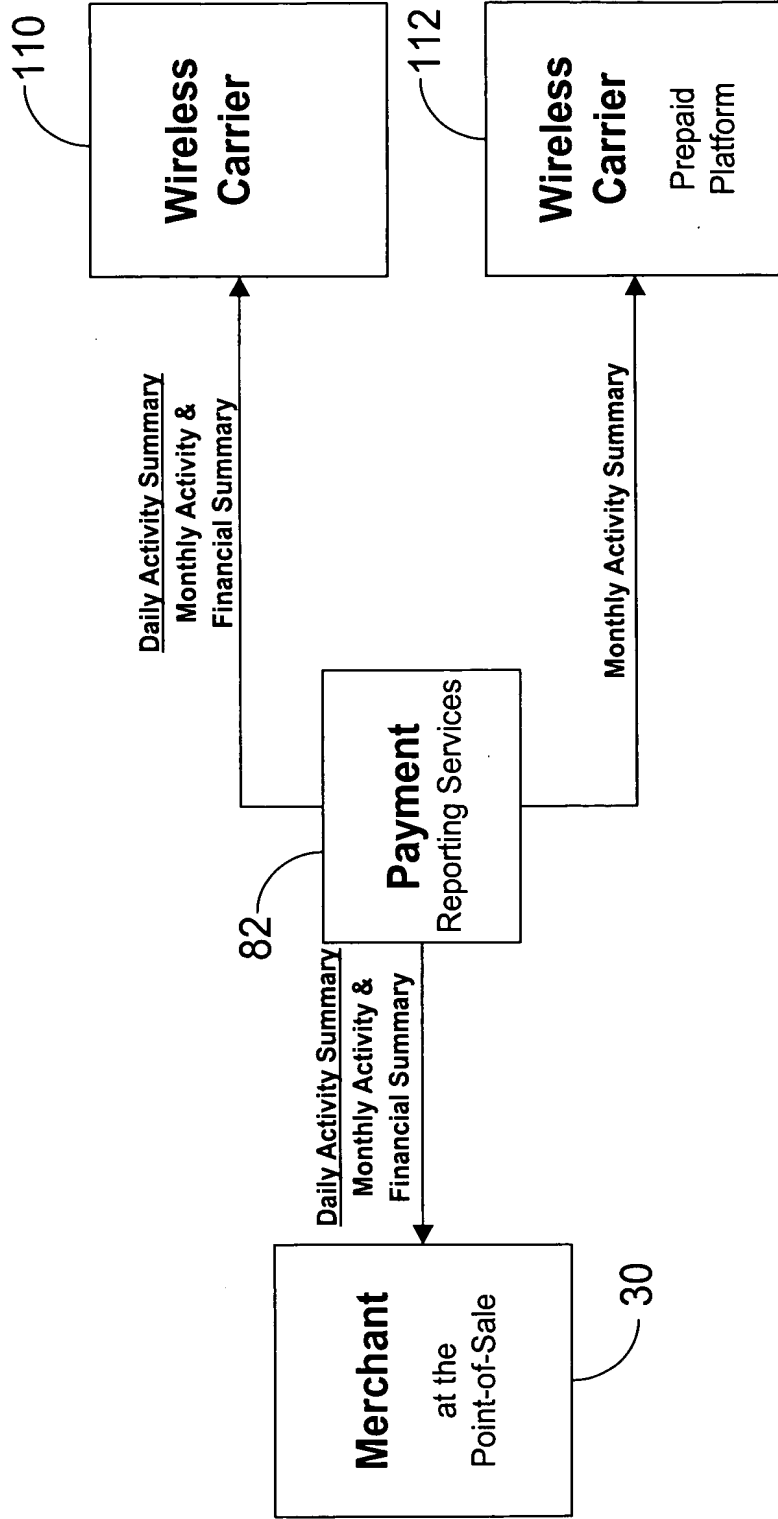 110
Wireless
Carrier
112
Wireless
Carrier
Prepaid
Platform
Daily Activity Summary
Monthly Activity &
Financial Summary
Monthly Activity Summary
82
Payment
Reporting Services
Daily Activity Summary
Monthly Activity &
Financial Summary
Merchant
at the
Point-of-Sale
30